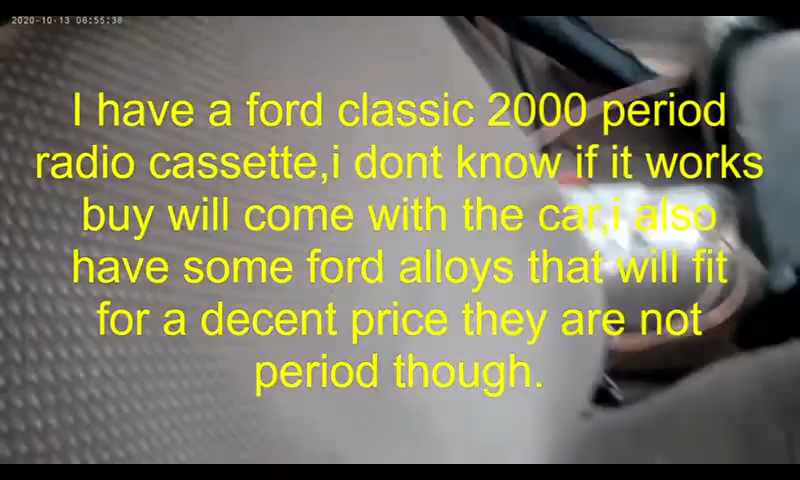 2020-10-13 06:55:38
I have a ford classic 2000 period
radio cassette,i dont know if it works
buy will come with the car,i also
have some ford alloys that will fit
for a decent price they are not
period though.